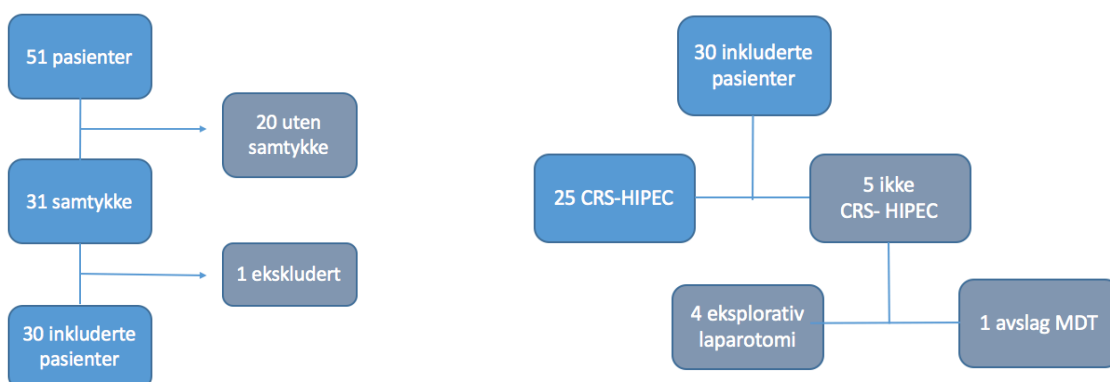 51 pasienter
20 uten
samtykke
31 samtykke
1 ekskludert
30 inkluderte
pasienter
30 inkluderte
pasienter
25 CRS-HIPEC
5 ikke
CRS- HIPEC
4 eksplorativ
laparotomi
1 avslag MDT